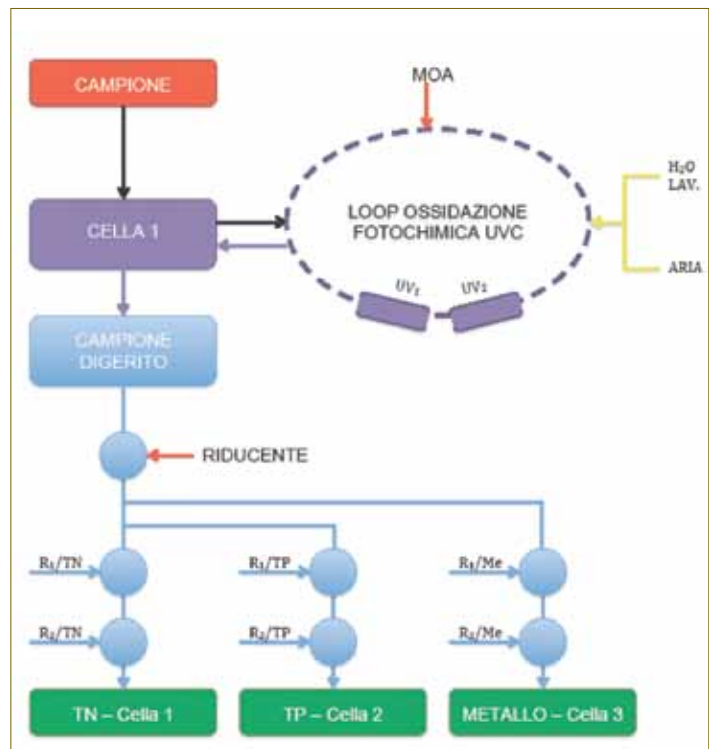 CAMPIONE
MOA
H₂O
LAV.
LOOP OSSIDAZIONE
FOTOCHIMICA UVC
CELLA 1
ARIA
UV₁
UV₂
CAMPIONE
DIGERITO
RIDUCENTE
R₁/TN
R₁/TP
R₁/Me
R₂/TN
R₂/TP
R₂/Me
TN – Cella 1
TP – Cella 2
METALLO – Cella 3